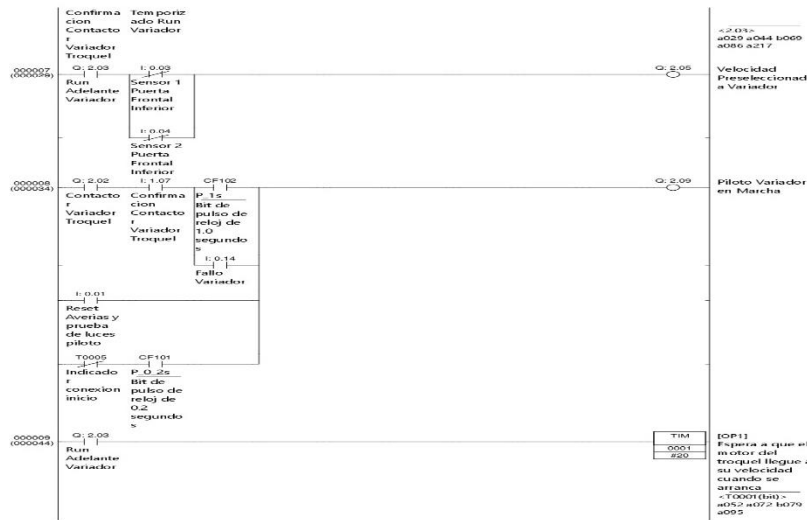 Confirma
cion
Contacto
r
Variador
Troquel
Temporiz
ado Run
Variador
<2.03>
a029 a044 b069
a086 a217
000007
(000029)
Q: 2.03
I: 0.03
Q: 2.05
Run
Adelante
Variador
Sensor 1
Puerta
Frontal
Inferior
Velocidad
Preseleccionad
a Variador
I: 0.04
Sensor 2
Puerta
Frontal
Inferior
000008
(000034)
Q: 2.02
I: 1.07
CF102
Q: 2.09
Contacto
r
Variador
Troquel
Confirma
cion
Contacto
r
Variador
Troquel
P_1s
Bit de
pulso de
reloj de
1.0
segundo
s
Piloto Variador
en Marcha
I: 0.14
Fallo
Variador
I: 0.01
Reset
Averias y
prueba
de luces
piloto
T0005
CF101
Indicado
r
conexion
inicio
P_0_2s
Bit de
pulso de
reloj de
0.2
segundo
s
000009
(000044)
Q: 2.03
Run
Adelante
Variador
TIM
0001
#20
[OP1]
Espera a que el
motor del
troquel llegue a
su velocidad
cuando se
arranca
<T0001(bit)>
a052 a072 b079
a095